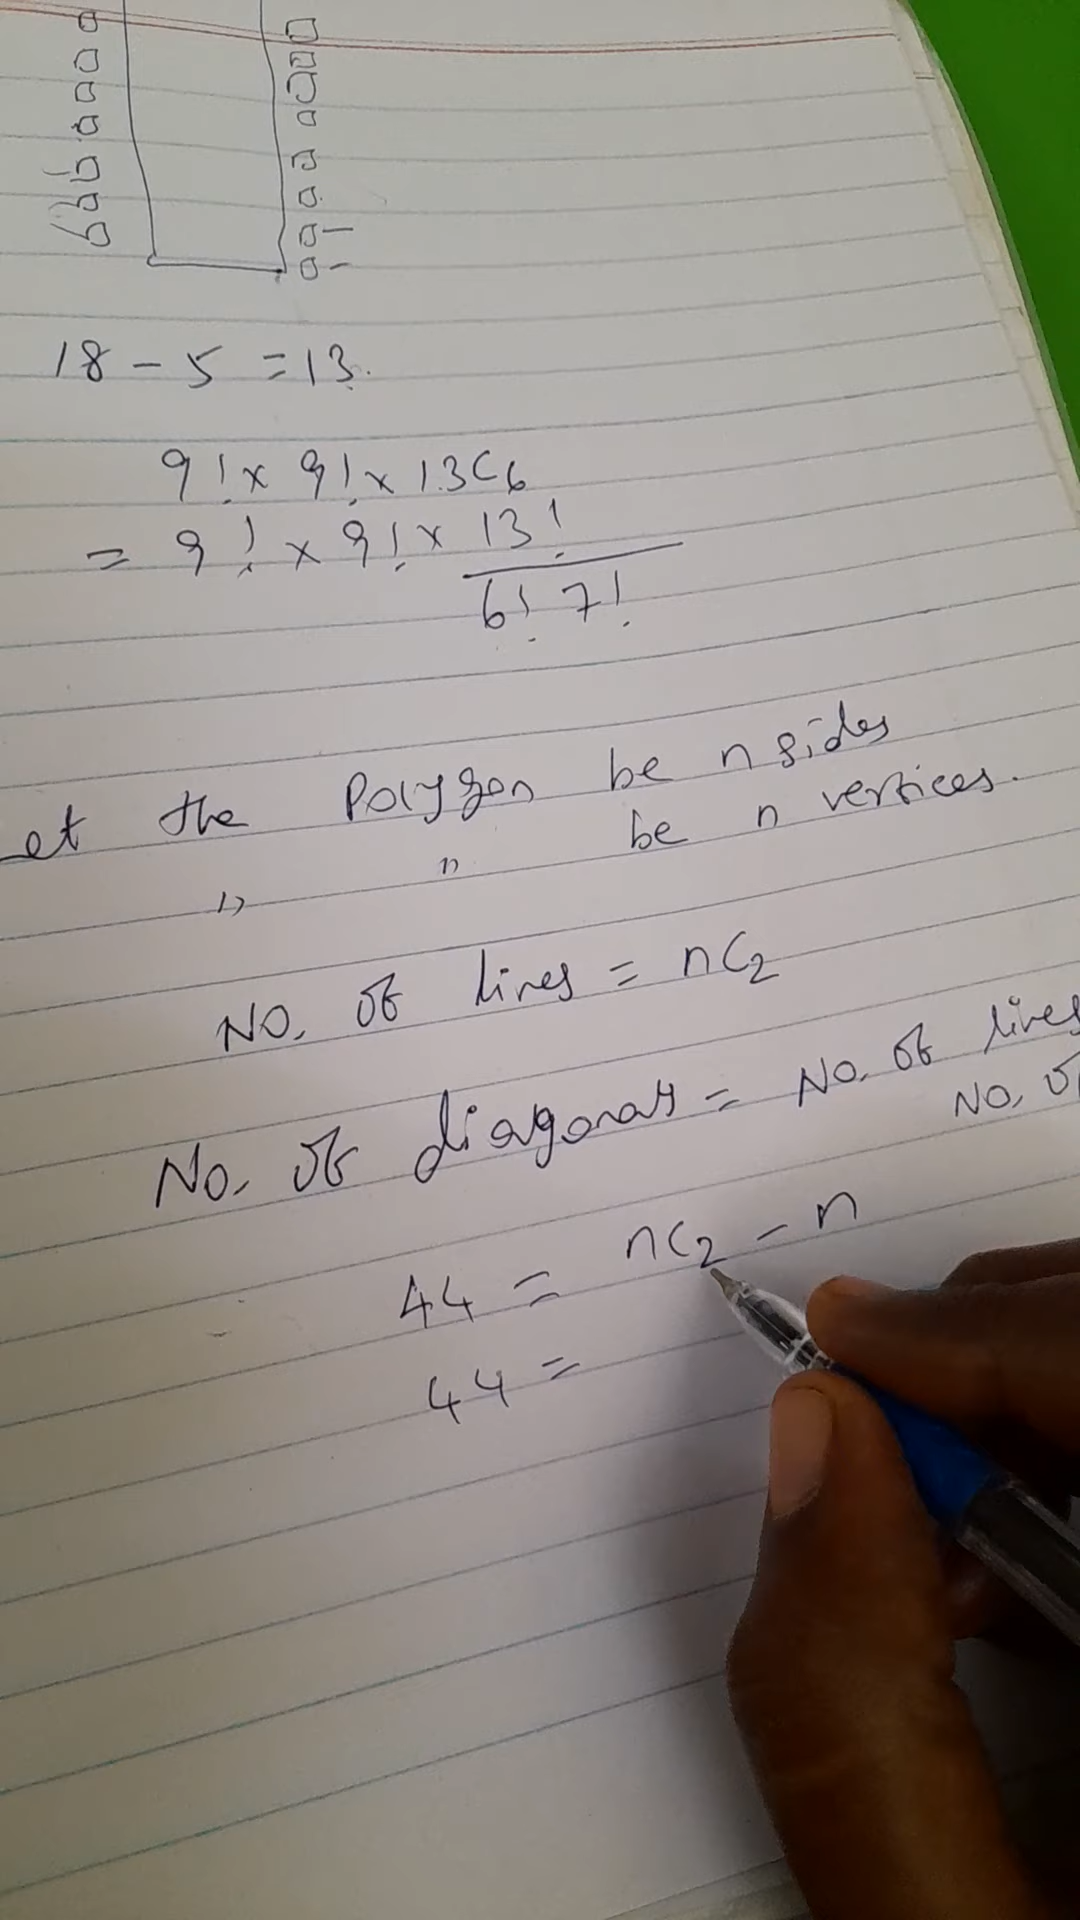 18 - 5 = 13.
9! x 9! x 13C6
= 9! x 9! x 13!
6! 7!
et the Polygon be n sides
" " be n vertices.
No. of lines = nC2
No. of diagonals = No. of lines
No. of
44 = nC2 - n
44 =